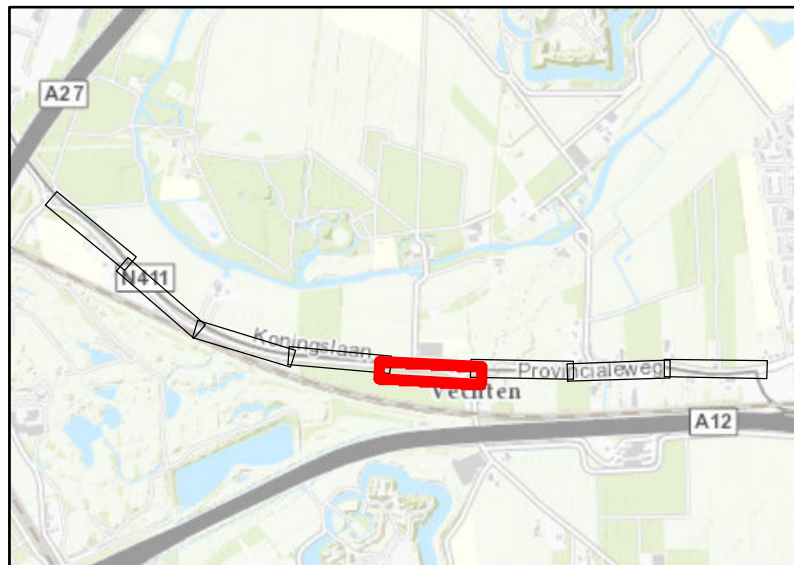 A27
N411
Koningslaan
Provincialeweg
Vechten
A12